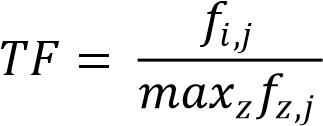 TF = f_{i,j} / max_z f_{z,j}